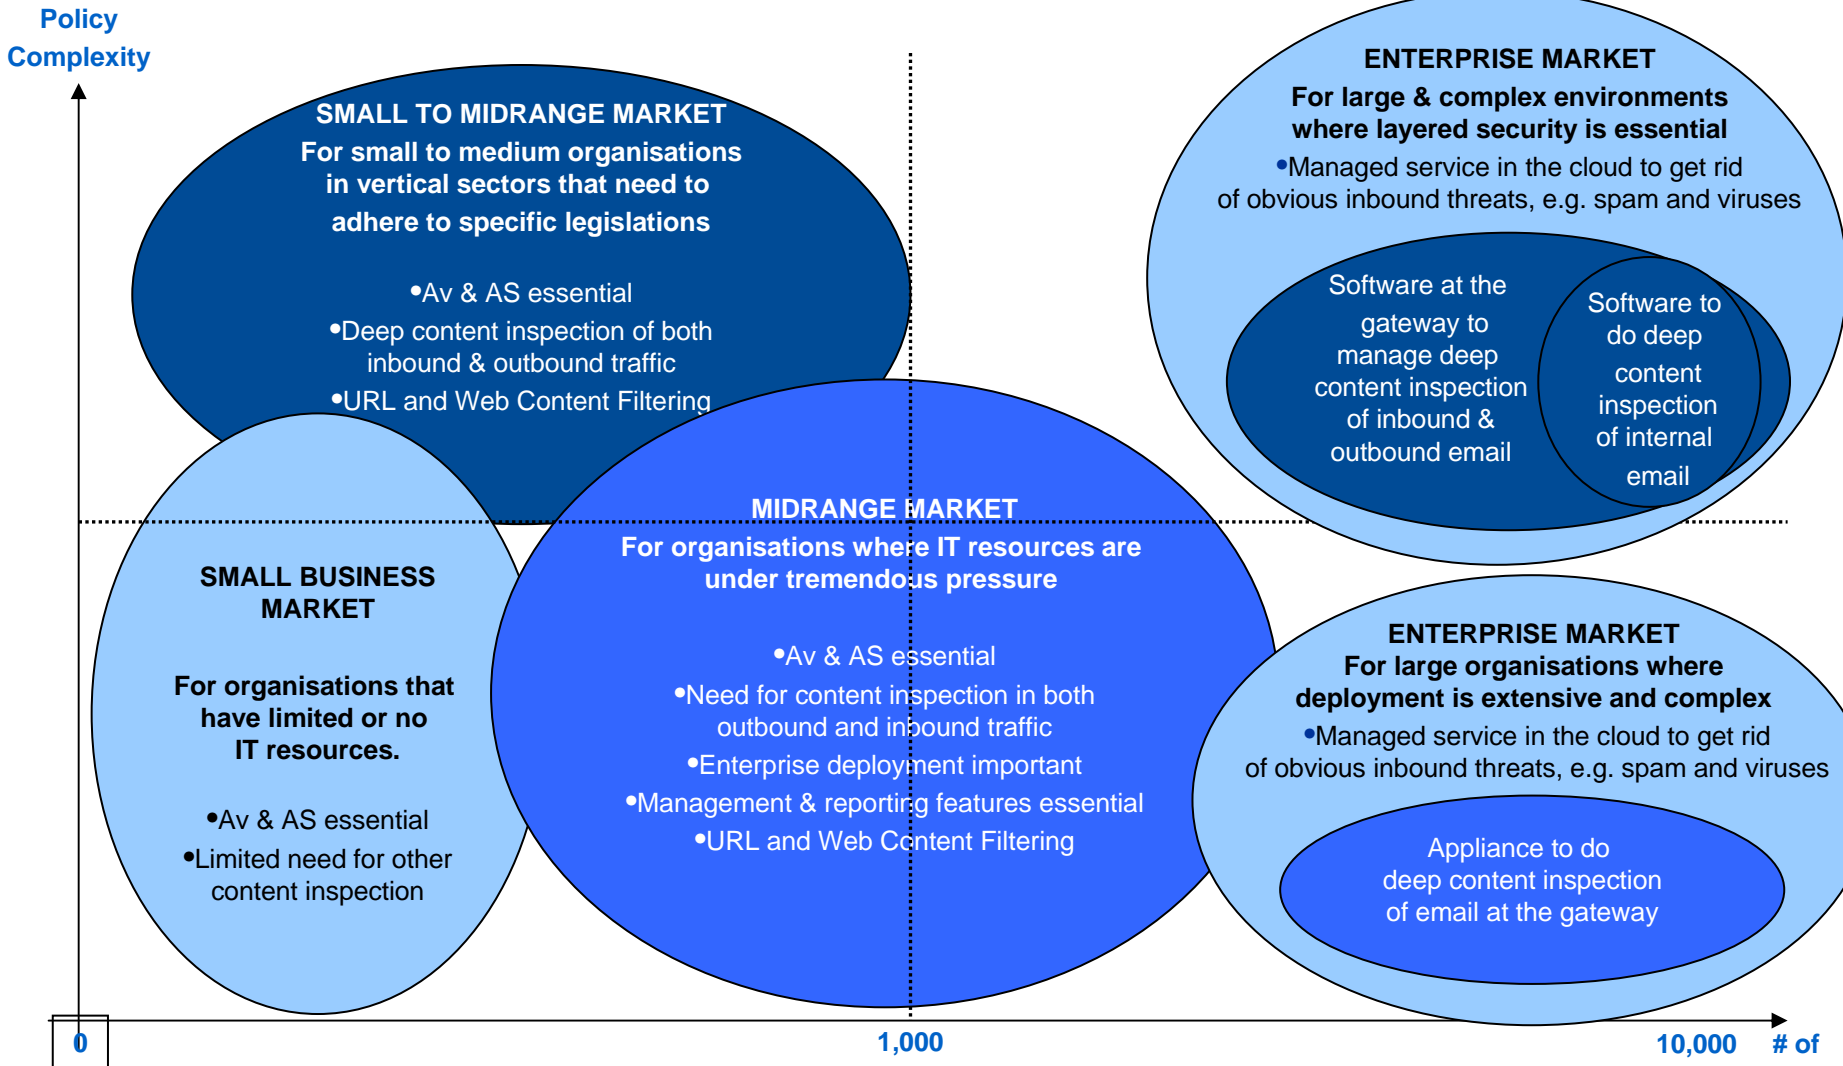 Policy
Complexity
SMALL TO MIDRANGE MARKET
For small to medium organisations
in vertical sectors that need to
adhere to specific legislations
•Av & AS essential
•Deep content inspection of both
inbound & outbound traffic
•URL and Web Content Filtering
ENTERPRISE MARKET
For large & complex environments
where layered security is essential
•Managed service in the cloud to get rid
of obvious inbound threats, e.g. spam and viruses
Software at the
gateway to
manage deep
content inspection
of inbound &
outbound email
Software to
do deep
content
inspection
of internal
email
SMALL BUSINESS
MARKET
For organisations that
have limited or no
IT resources.
•Av & AS essential
•Limited need for other
content inspection
MIDRANGE MARKET
For organisations where IT resources are
under tremendous pressure
•Av & AS essential
•Need for content inspection in both
outbound and inbound traffic
•Enterprise deployment important
•Management & reporting features essential
•URL and Web Content Filtering
ENTERPRISE MARKET
For large organisations where
deployment is extensive and complex
•Managed service in the cloud to get rid
of obvious inbound threats, e.g. spam and viruses
Appliance to do
deep content inspection
of email at the gateway
0
1,000
10,000
# of